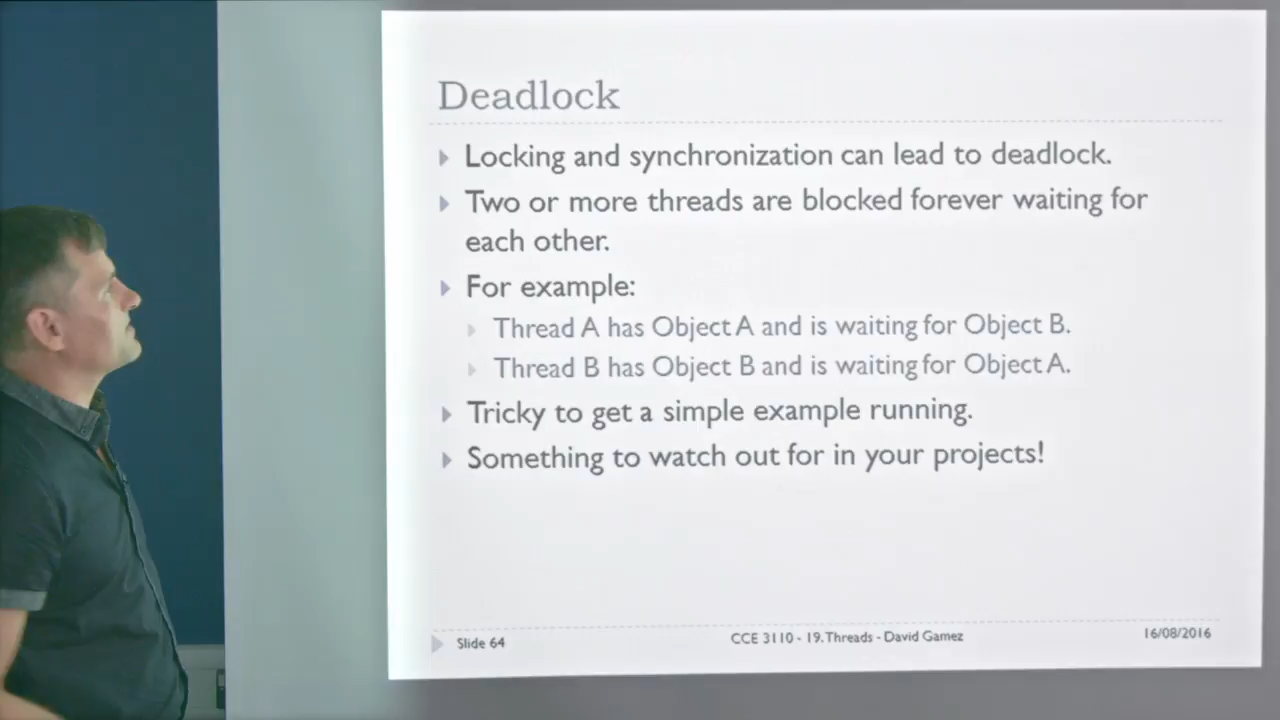 Deadlock
Locking and synchronization can lead to deadlock.
Two or more threads are blocked forever waiting for
each other.
For example:
Thread A has Object A and is waiting for Object B.
Thread B has Object B and is waiting for Object A.
Tricky to get a simple example running.
Something to watch out for in your projects!
Slide 64
CCE 3110 - 19.Threads - David Gamez
16/08/2016